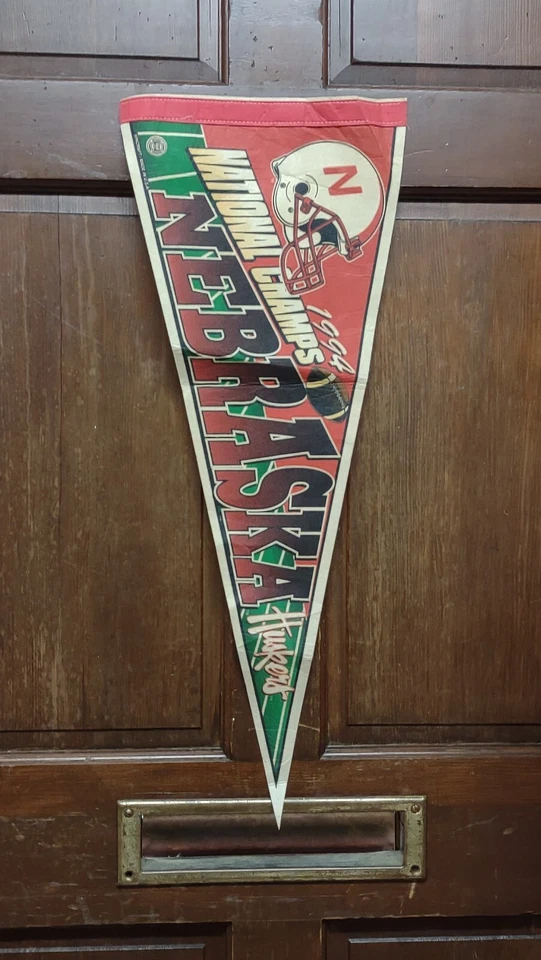 N
NATIONAL CHAMPS
1994
NEBRASKA
Huskers